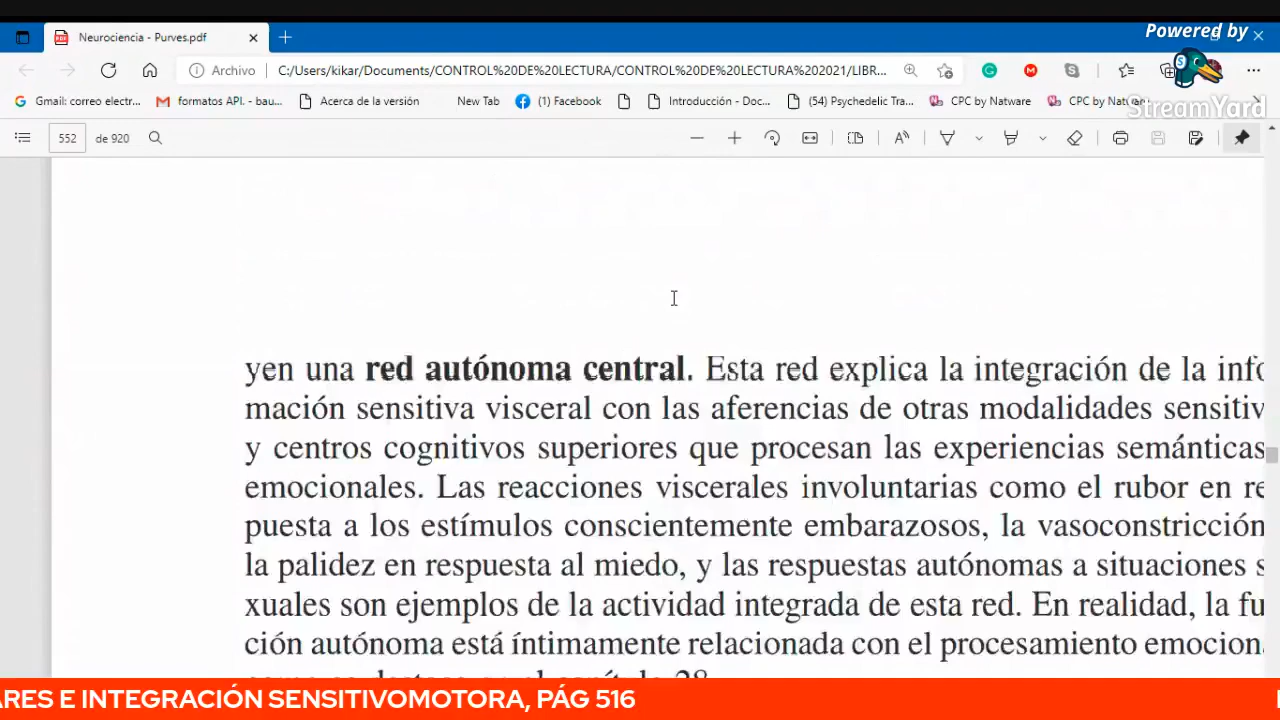 Powered by
Neurociencia - Purves.pdf
Archivo
C:/Users/kikar/Documents/CONTROL%20DE%20LECTURA/CONTROL%20DE%20LECTURA%202021/LIBR...
Gmail: correo electr...
formatos API. - bau...
Acerca de la versión
New Tab
(1) Facebook
Introducción - Doc...
(54) Psychedelic Tra...
CPC by Natware
CPC by Natware
StreamYard
552
de 920
yen una red autónoma central. Esta red explica la integración de la info
mación sensitiva visceral con las aferencias de otras modalidades sensitiv
y centros cognitivos superiores que procesan las experiencias semánticas
emocionales. Las reacciones viscerales involuntarias como el rubor en re
puesta a los estímulos conscientemente embarazosos, la vasoconstricción
la palidez en respuesta al miedo, y las respuestas autónomas a situaciones s
xuales son ejemplos de la actividad integrada de esta red. En realidad, la fu
ción autónoma está íntimamente relacionada con el procesamiento emociona
ARES E INTEGRACIÓN SENSITIVOMOTORA, PÁG 516